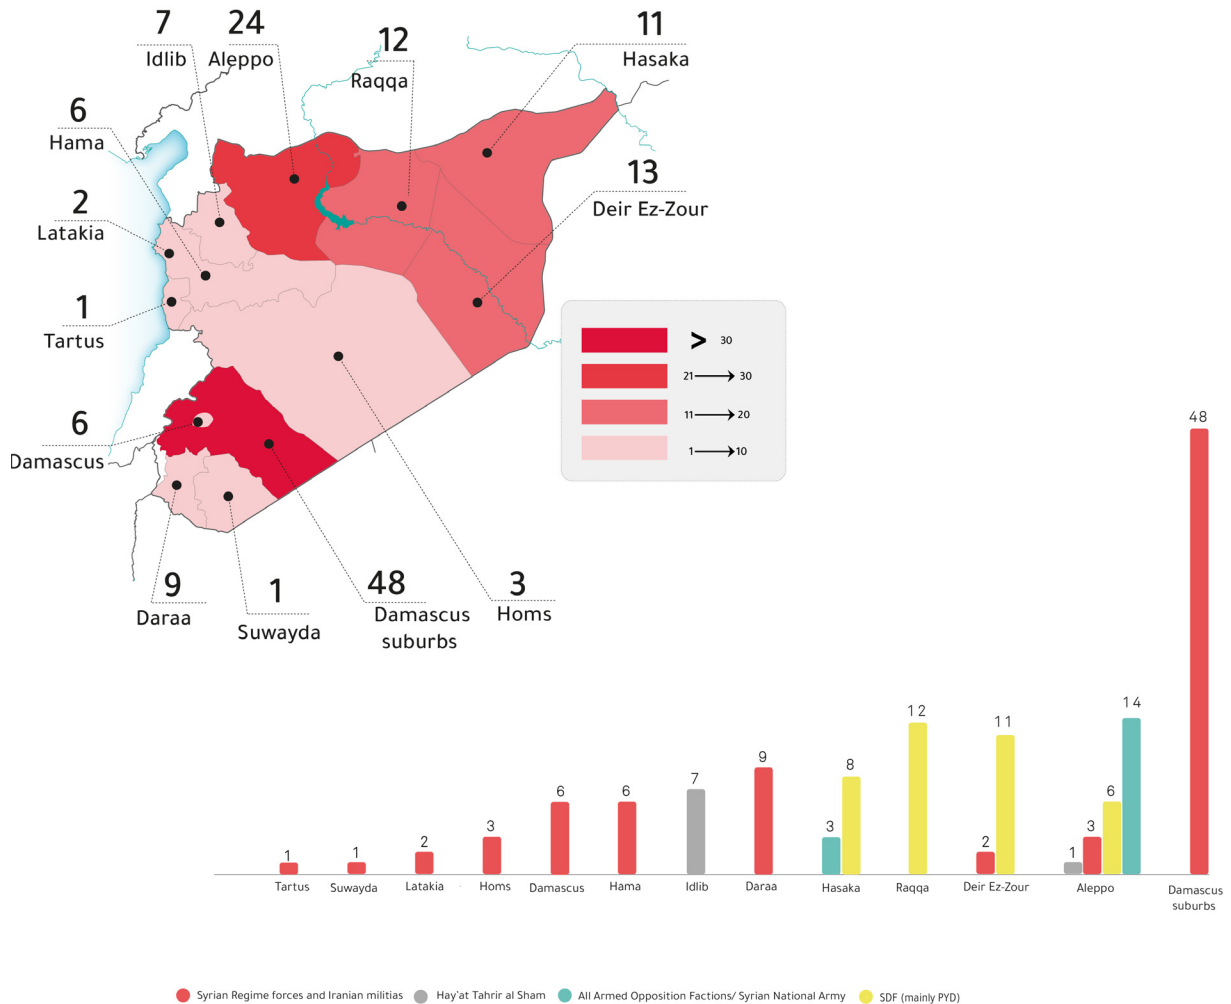 7
Idlib
24
Aleppo
12
Raqqa
11
Hasaka
6
Hama
13
Deir Ez-Zour
2
Latakia
1
Tartus
6
Damascus
9
Daraa
1
Suwayda
48
Damascus
suburbs
3
Homs
> 30
21 → 30
11 → 20
1 → 10
48
14
12
11
9
8
7
6
6
6
3
3
3
2
2
1
1
1
Tartus
Suwayda
Latakia
Homs
Damascus
Hama
Idlib
Daraa
Hasaka
Raqqa
Deir Ez-Zour
Aleppo
Damascus
suburbs
Syrian Regime forces and Iranian militias
Hay'at Tahrir al Sham
All Armed Opposition Factions/ Syrian National Army
SDF (mainly PYD)